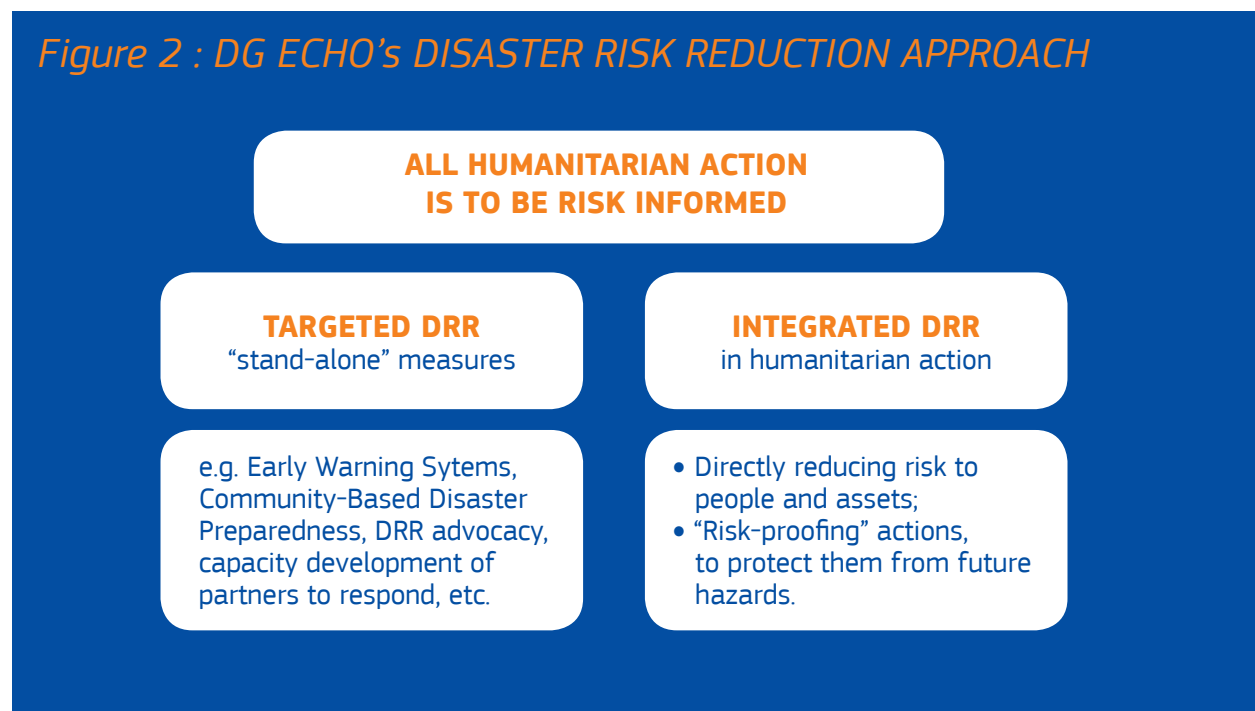 Figure 2 : DG ECHO's DISASTER RISK REDUCTION APPROACH
ALL HUMANITARIAN ACTION
IS TO BE RISK INFORMED
TARGETED DRR
“stand-alone” measures
e.g. Early Warning Sytems,
Community-Based Disaster
Preparedness, DRR advocacy,
capacity development of
partners to respond, etc.
INTEGRATED DRR
in humanitarian action
• Directly reducing risk to
people and assets;
• “Risk-proofing” actions,
to protect them from future
hazards.